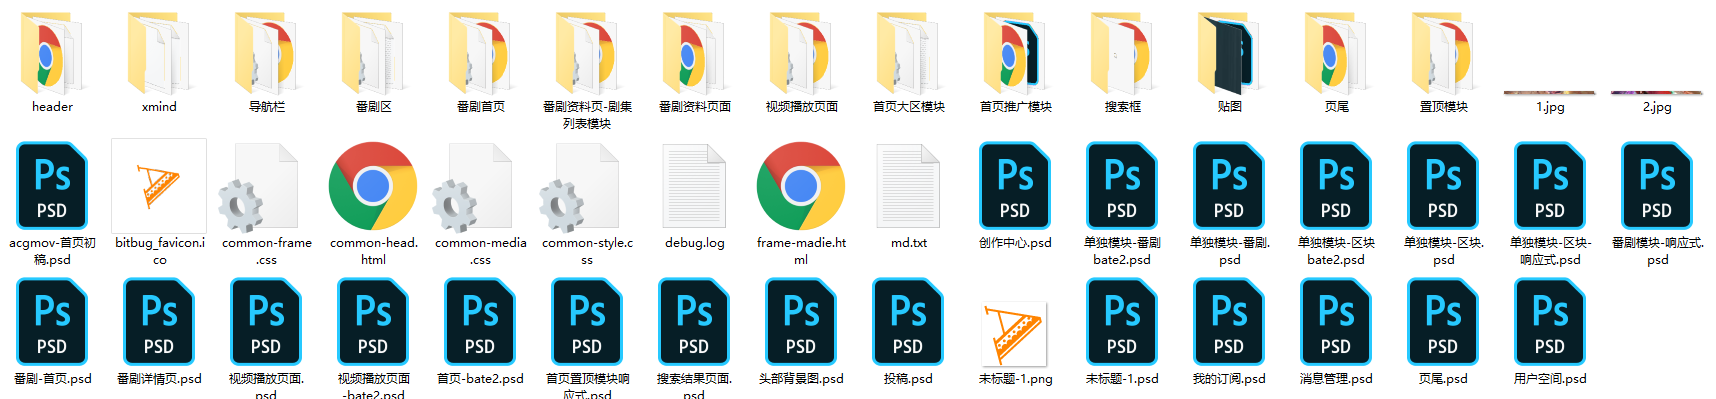 header
xmind
导航栏
番剧区
番剧首页
番剧资料页-剧集
列表模块
番剧资料页面
视频播放页面
首页大区模块
首页推广模块
搜索框
贴图
页尾
置顶模块
1.jpg
2.jpg
Ps
PSD
acgmov-首页初
稿.psd
bitbug_favicon.i
co
common-frame
.css
common-head.
html
common-media
.css
common-style.c
ss
debug.log
frame-madie.ht
ml
md.txt
Ps
PSD
创作中心.psd
Ps
PSD
单独模块-番剧
bate2.psd
Ps
PSD
单独模块-番剧.
psd
Ps
PSD
单独模块-区块
bate2.psd
Ps
PSD
单独模块-区块.
psd
Ps
PSD
单独模块-区块-
响应式.psd
Ps
PSD
番剧模块-响应式.
psd
Ps
PSD
番剧-首页.psd
Ps
PSD
番剧详情页.psd
Ps
PSD
视频播放页面.
psd
Ps
PSD
视频播放页面
-bate2.psd
Ps
PSD
首页-bate2.psd
Ps
PSD
首页置顶模块响
应式.psd
Ps
PSD
搜索结果页面.
psd
Ps
PSD
头部背景图.psd
Ps
PSD
投稿.psd
未标题-1.png
Ps
PSD
未标题-1.psd
Ps
PSD
我的订阅.psd
Ps
PSD
消息管理.psd
Ps
PSD
页尾.psd
Ps
PSD
用户空间.psd